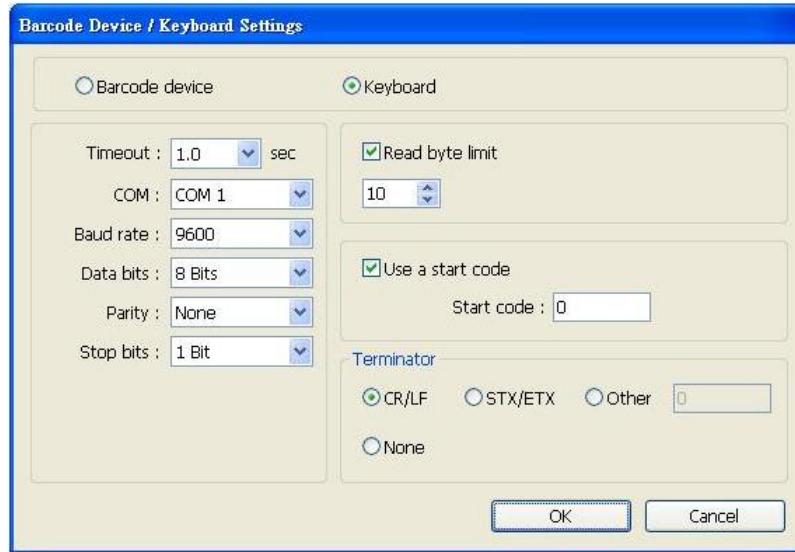 Barcode Device / Keyboard Settings
Barcode device
Keyboard
Timeout : 1.0 sec
COM : COM 1
Baud rate : 9600
Data bits : 8 Bits
Parity : None
Stop bits : 1 Bit
Read byte limit
10
Use a start code
Start code : 0
Terminator
CR/LF STX/ETX Other 0
None
OK Cancel